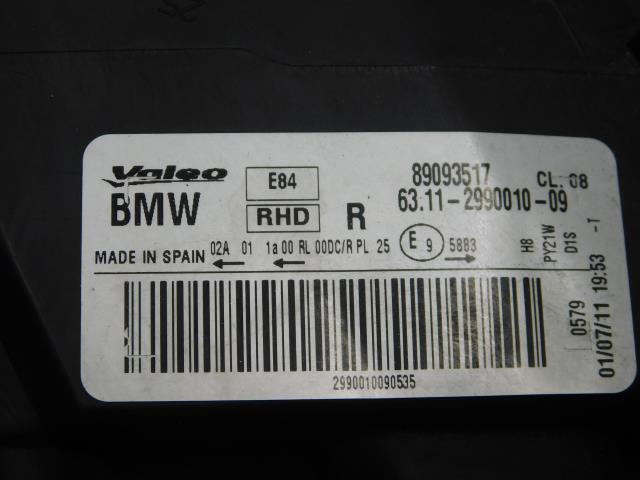 Valeo
E84
89093517
CL: 08
BMW
RHD
R
63.11-2990010-09
MADE IN SPAIN
02A 01 1a 00 RL 00DC/R PL 25
E 9
5883
H8
PY21W
D1S
-T
0579
01/07/11 19:53
2990010090535